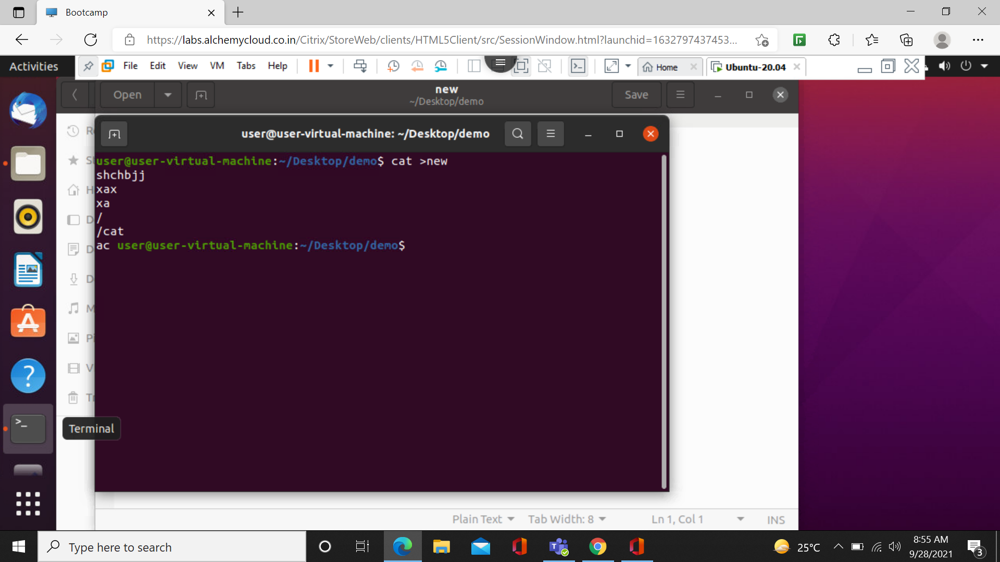 Bootcamp
https://labs.alchemycloud.co.in/Citrix/StoreWeb/clients/HTML5Client/src/SessionWindow.html?launchid=1632797437453...
Activities
File Edit View VM Tabs Help
Home
Ubuntu-20.04
Open
new
~/Desktop/demo
Save
user@user-virtual-machine: ~/Desktop/demo
user@user-virtual-machine:~/Desktop/demo$ cat >new
shchbjj
xax
xa
/
/cat
ac user@user-virtual-machine:~/Desktop/demo$
Terminal
Plain Text
Tab Width: 8
Ln 1, Col 1
INS
Type here to search
25°C
8:55 AM
9/28/2021
3